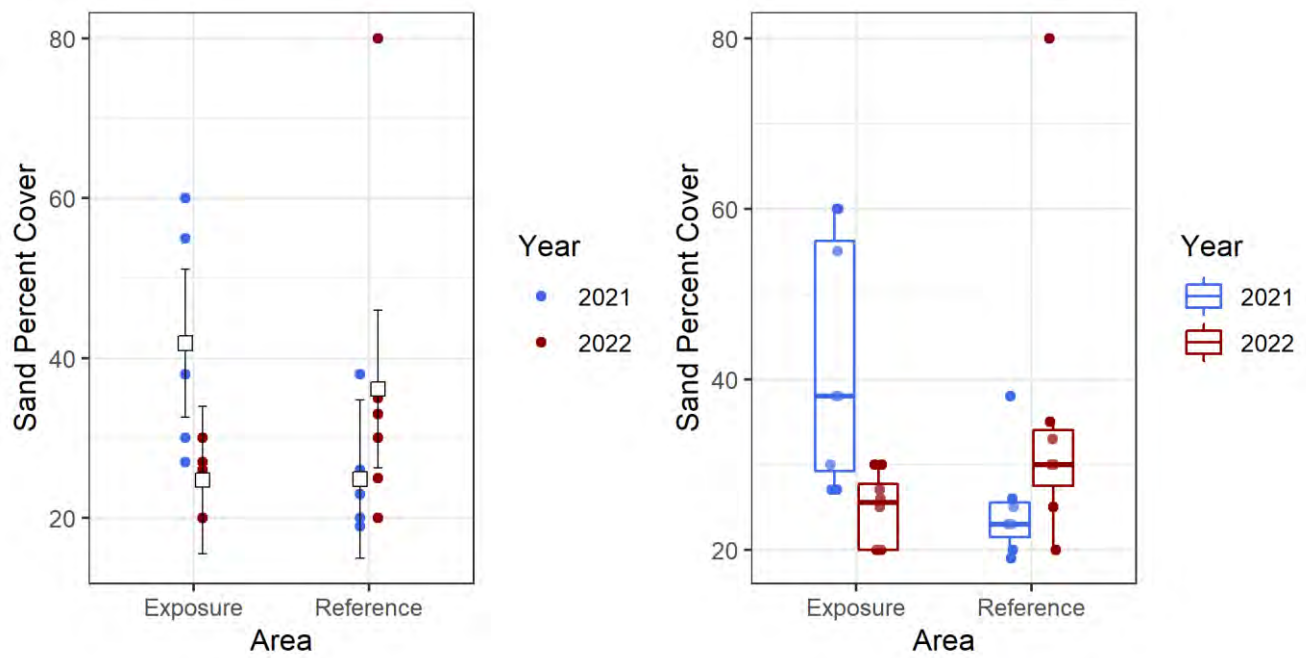 80
60
40
20
Sand Percent Cover
Exposure
Reference
Area
Year
2021
2022
80
60
40
20
Sand Percent Cover
Exposure
Reference
Area
Year
2021
2022